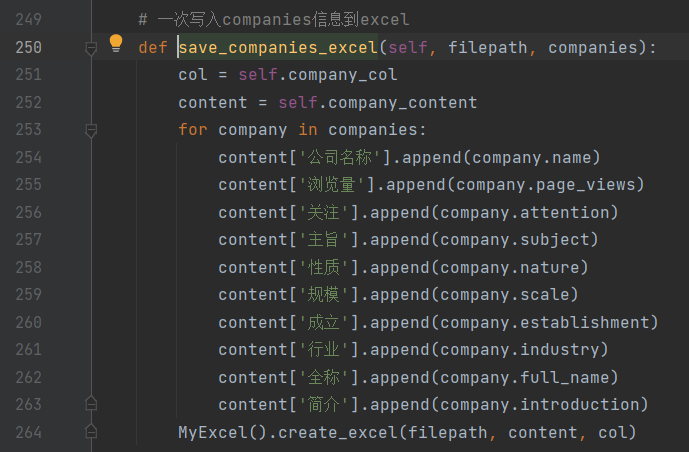 249 # 一次写入companies信息到excel
250 def save_companies_excel(self, filepath, companies):
251 col = self.company_col
252 content = self.company_content
253 for company in companies:
254 content['公司名称'].append(company.name)
255 content['浏览量'].append(company.page_views)
256 content['关注'].append(company.attention)
257 content['主旨'].append(company.subject)
258 content['性质'].append(company.nature)
259 content['规模'].append(company.scale)
260 content['成立'].append(company.establishment)
261 content['行业'].append(company.industry)
262 content['全称'].append(company.full_name)
263 content['简介'].append(company.introduction)
264 MyExcel().create_excel(filepath, content, col)